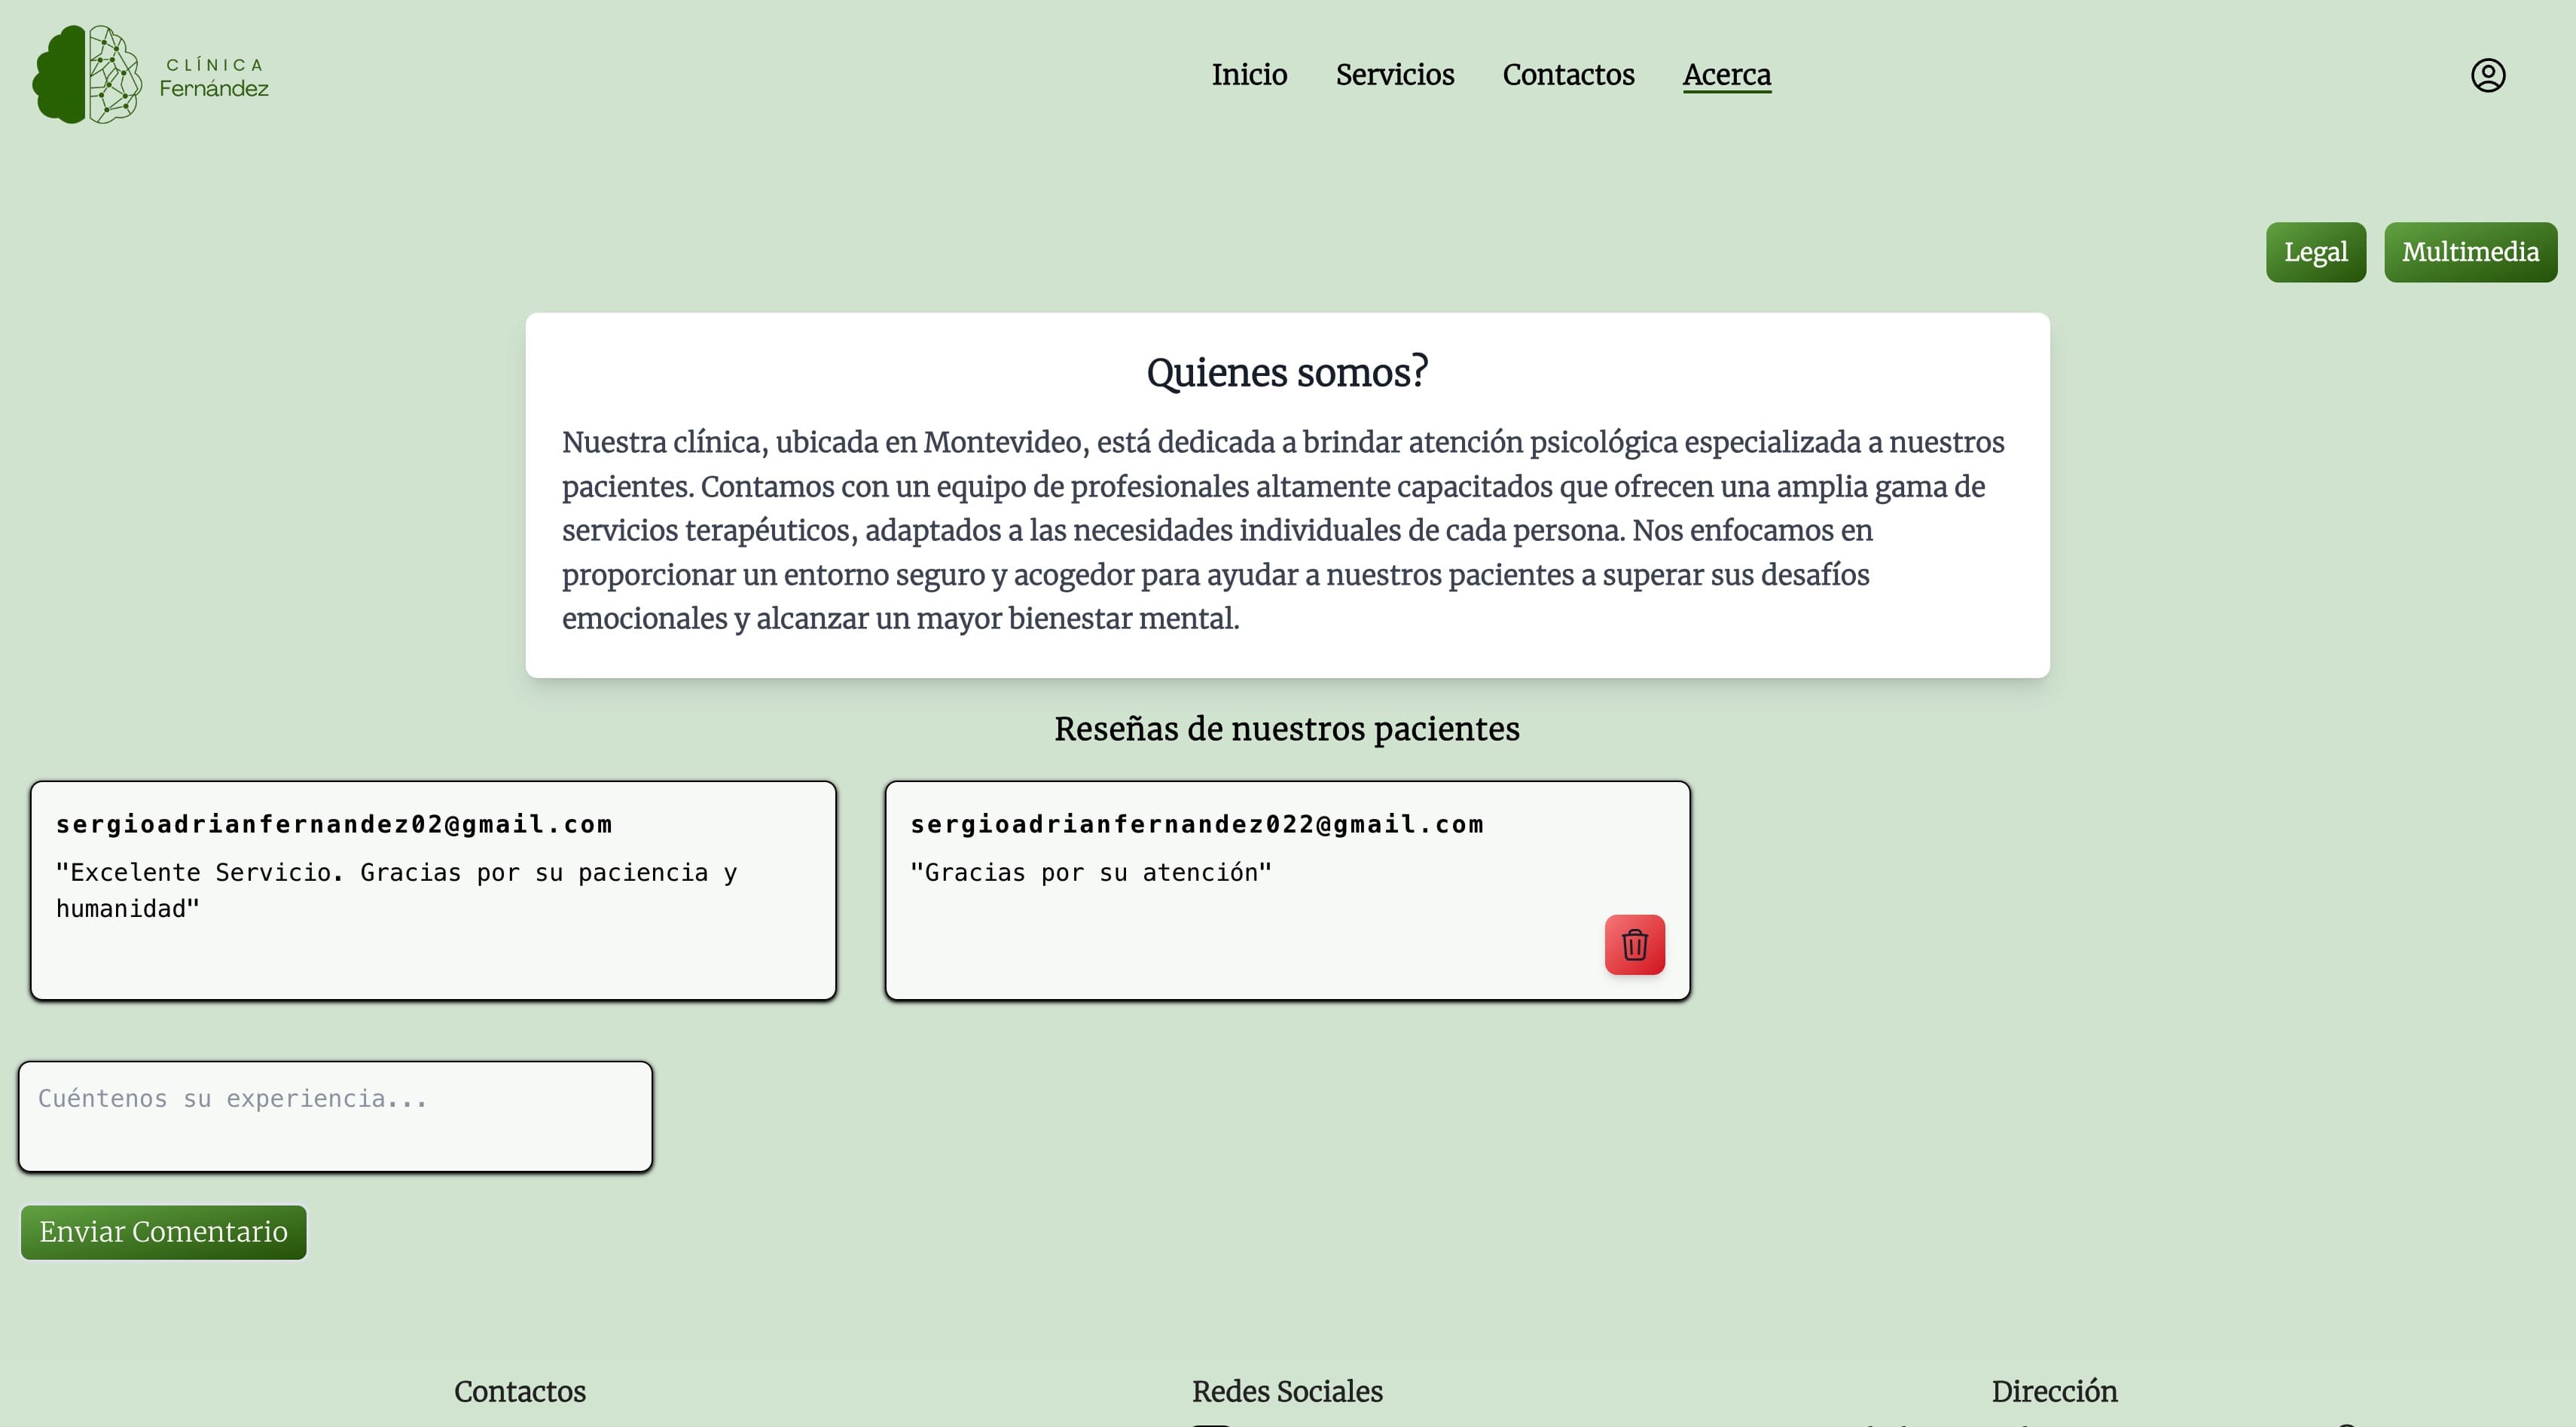 CLÍNICA
Fernández
Inicio
Servicios
Contactos
Acerca
Legal
Multimedia
Quienes somos?
Nuestra clínica, ubicada en Montevideo, está dedicada a brindar atención psicológica especializada a nuestros
pacientes. Contamos con un equipo de profesionales altamente capacitados que ofrecen una amplia gama de
servicios terapéuticos, adaptados a las necesidades individuales de cada persona. Nos enfocamos en
proporcionar un entorno seguro y acogedor para ayudar a nuestros pacientes a superar sus desafíos
emocionales y alcanzar un mayor bienestar mental.
Reseñas de nuestros pacientes
sergioadrianfernandez02@gmail.com
"Excelente Servicio. Gracias por su paciencia y
humanidad"
sergioadrianfernandez022@gmail.com
"Gracias por su atención"
Cuéntenos su experiencia...
Enviar Comentario
Contactos
Redes Sociales
Dirección